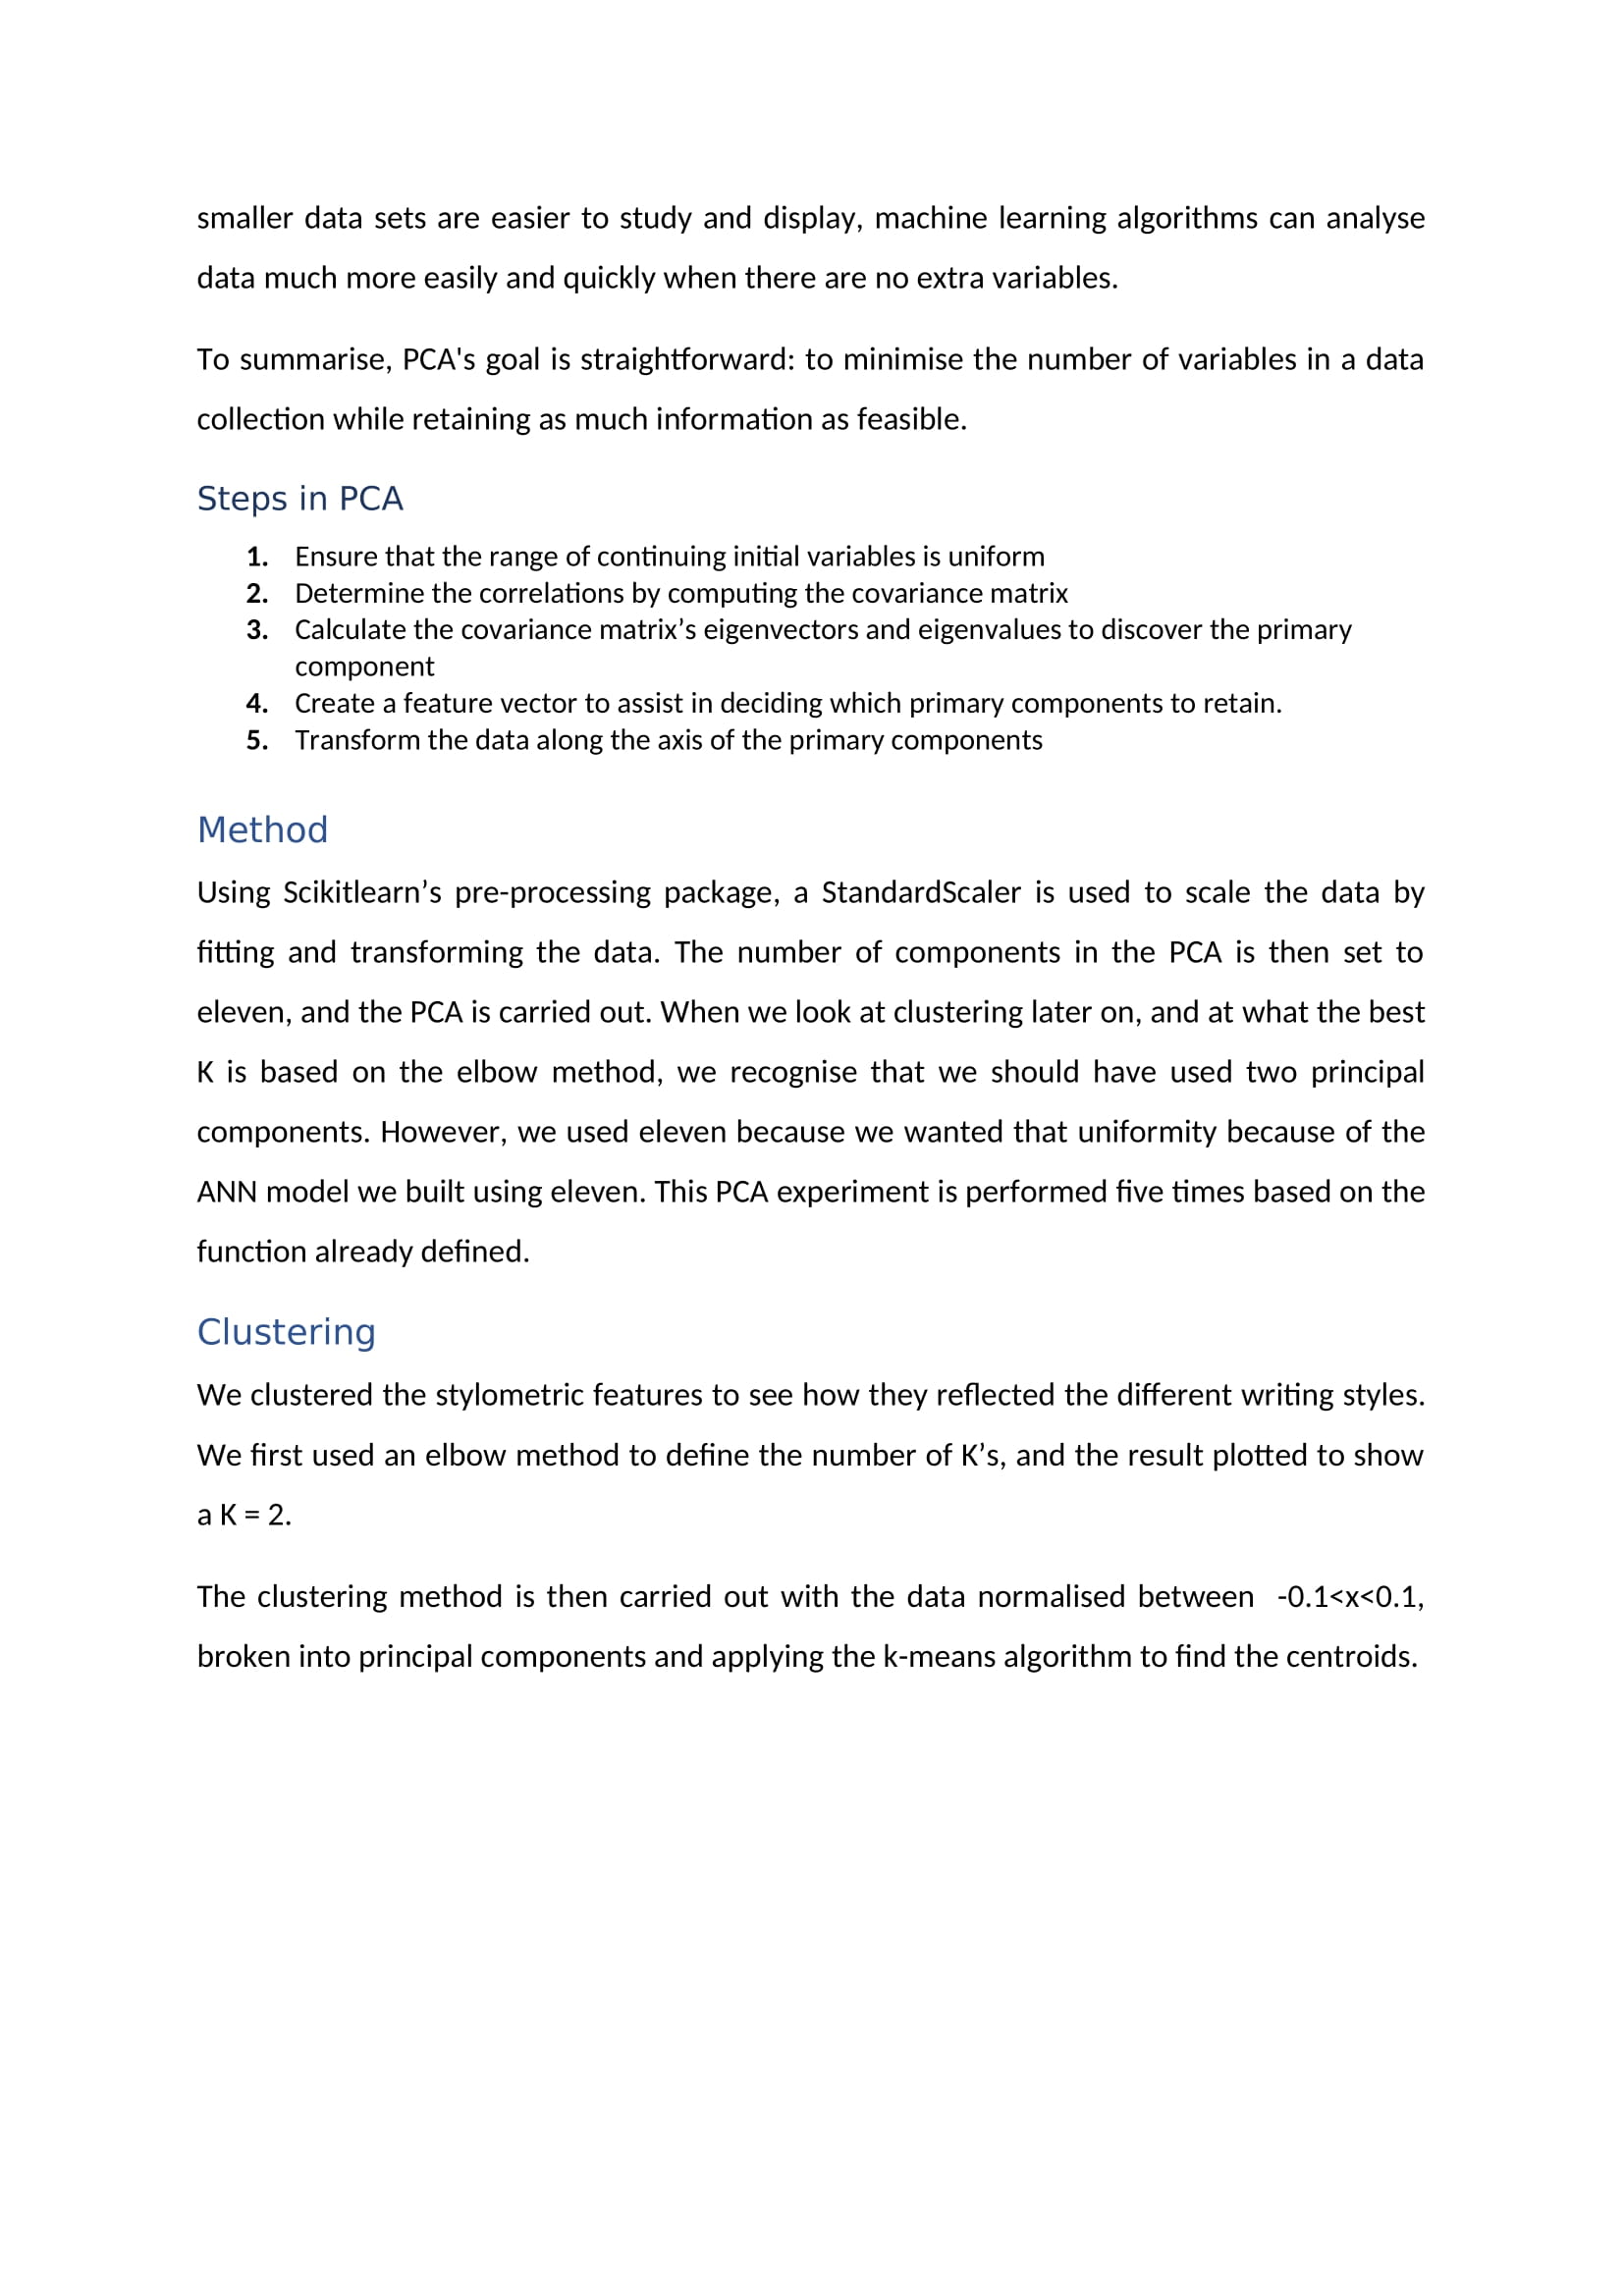 smaller data sets are easier to study and display, machine learning algorithms can analyse
data much more easily and quickly when there are no extra variables.
To summarise, PCA's goal is straightforward: to minimise the number of variables in a data
collection while retaining as much information as feasible.
Steps in PCA
1. Ensure that the range of continuing initial variables is uniform
2. Determine the correlations by computing the covariance matrix
3. Calculate the covariance matrix’s eigenvectors and eigenvalues to discover the primary
component
4. Create a feature vector to assist in deciding which primary components to retain.
5. Transform the data along the axis of the primary components
Method
Using Scikitlearn’s pre-processing package, a StandardScaler is used to scale the data by
fitting and transforming the data. The number of components in the PCA is then set to
eleven, and the PCA is carried out. When we look at clustering later on, and at what the best
K is based on the elbow method, we recognise that we should have used two principal
components. However, we used eleven because we wanted that uniformity because of the
ANN model we built using eleven. This PCA experiment is performed five times based on the
function already defined.
Clustering
We clustered the stylometric features to see how they reflected the different writing styles.
We first used an elbow method to define the number of K’s, and the result plotted to show
a K = 2.
The clustering method is then carried out with the data normalised between -0.1<x<0.1,
broken into principal components and applying the k-means algorithm to find the centroids.